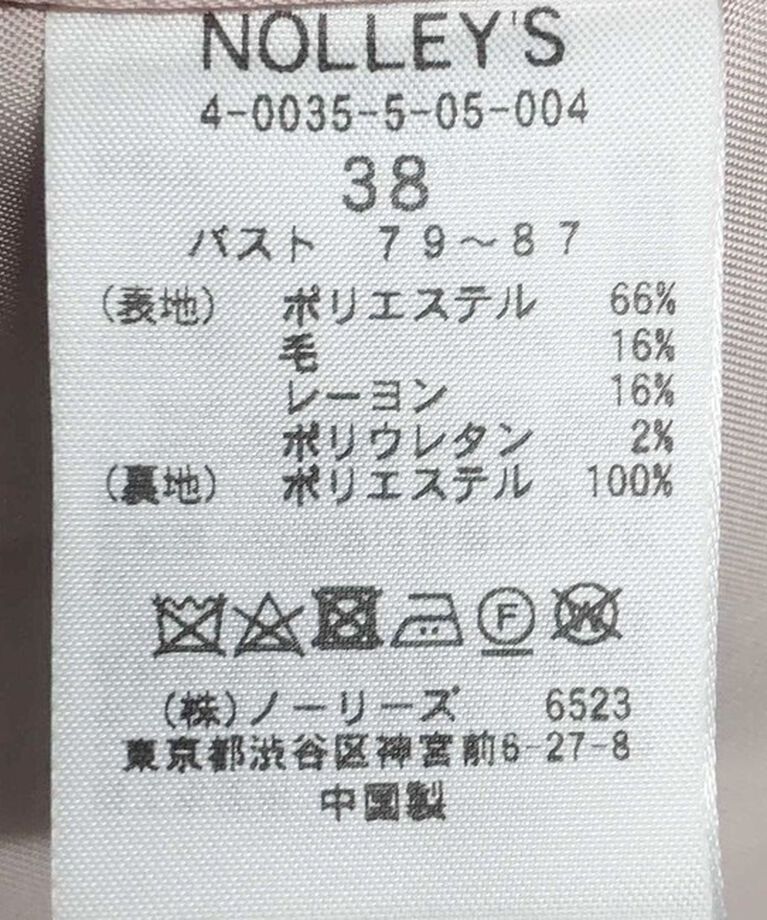 NOLLEY'S
4-0035-5-05-004
38
バスト 79~87
(表地) ポリエステル 66%
毛 16%
レーヨン 16%
ポリウレタン 2%
(裏地) ポリエステル 100%
F W
(株)ノーリーズ 6523
東京都渋谷区神宮前6-27-8
中国製